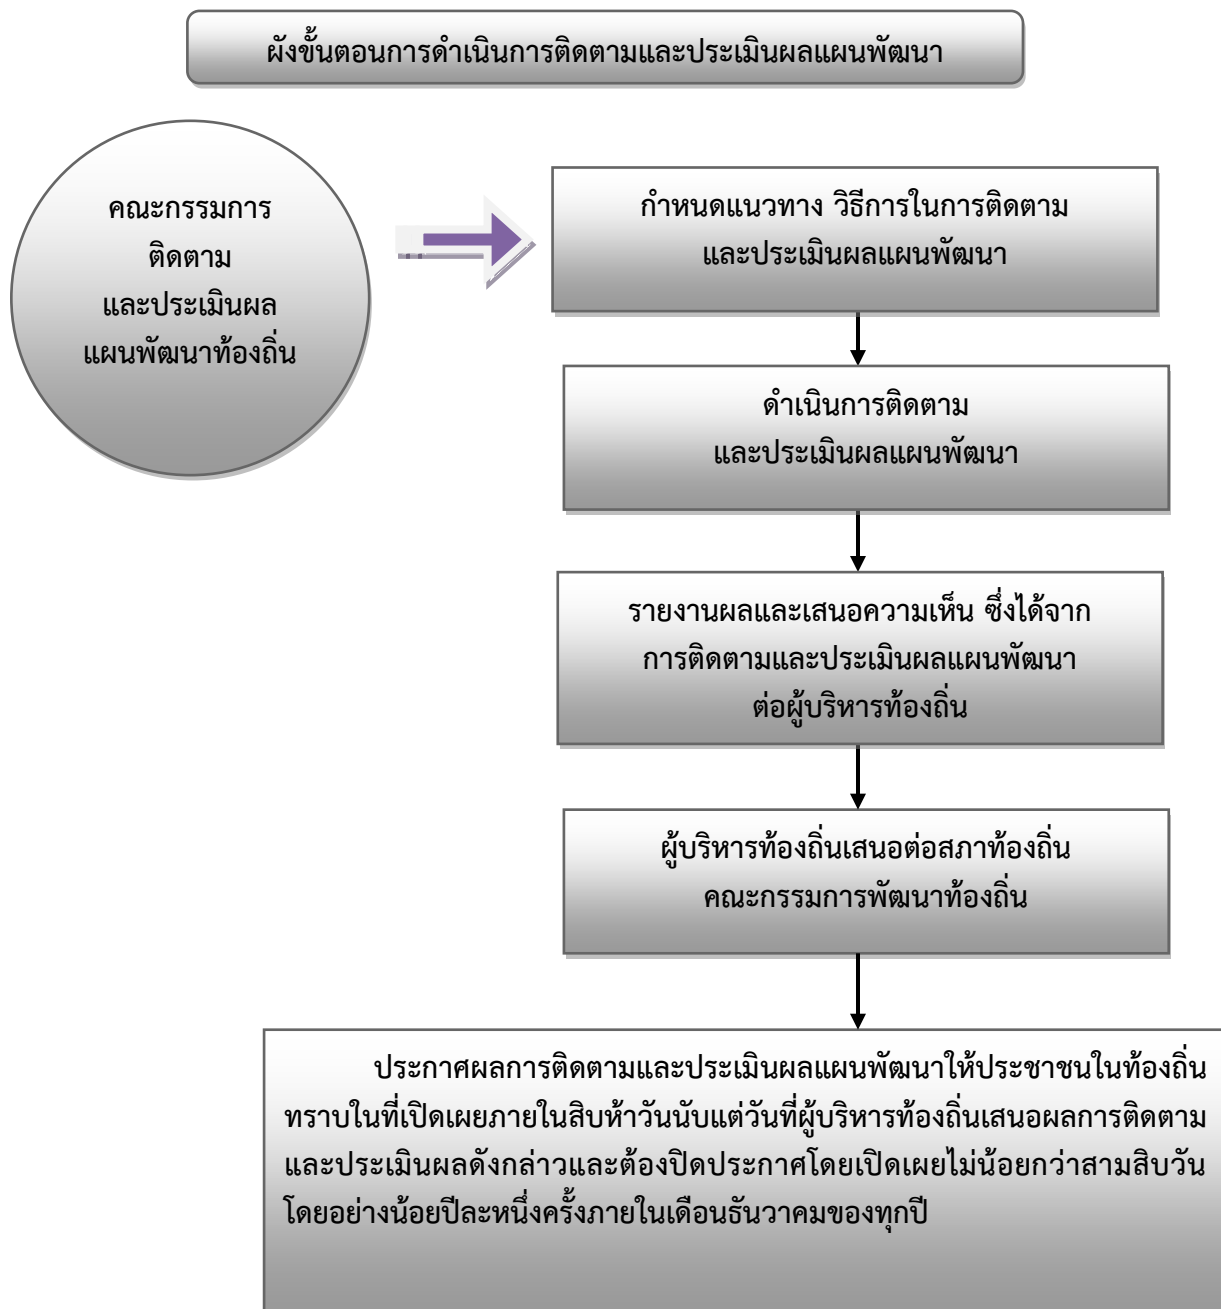 ผังขั้นตอนการดำเนินการติดตามและประเมินผลแผนพัฒนา
คณะกรรมการ
ติดตาม
และประเมินผล
แผนพัฒนาท้องถิ่น
กำหนดแนวทาง วิธีการในการติดตาม
และประเมินผลแผนพัฒนา
ดำเนินการติดตาม
และประเมินผลแผนพัฒนา
รายงานผลและเสนอความเห็น ซึ่งได้จาก
การติดตามและประเมินผลแผนพัฒนา
ต่อผู้บริหารท้องถิ่น
ผู้บริหารท้องถิ่นเสนอต่อสภาท้องถิ่น
คณะกรรมการพัฒนาท้องถิ่น
ประกาศผลการติดตามและประเมินผลแผนพัฒนาให้ประชาชนในท้องถิ่น
ทราบในที่เปิดเผยภายในสิบห้าวันนับแต่วันที่ผู้บริหารท้องถิ่นเสนอผลการติดตาม
และประเมินผลดังกล่าวและต้องปิดประกาศโดยเปิดเผยไม่น้อยกว่าสามสิบวัน
โดยอย่างน้อยปีละหนึ่งครั้งภายในเดือนธันวาคมของทุกปี